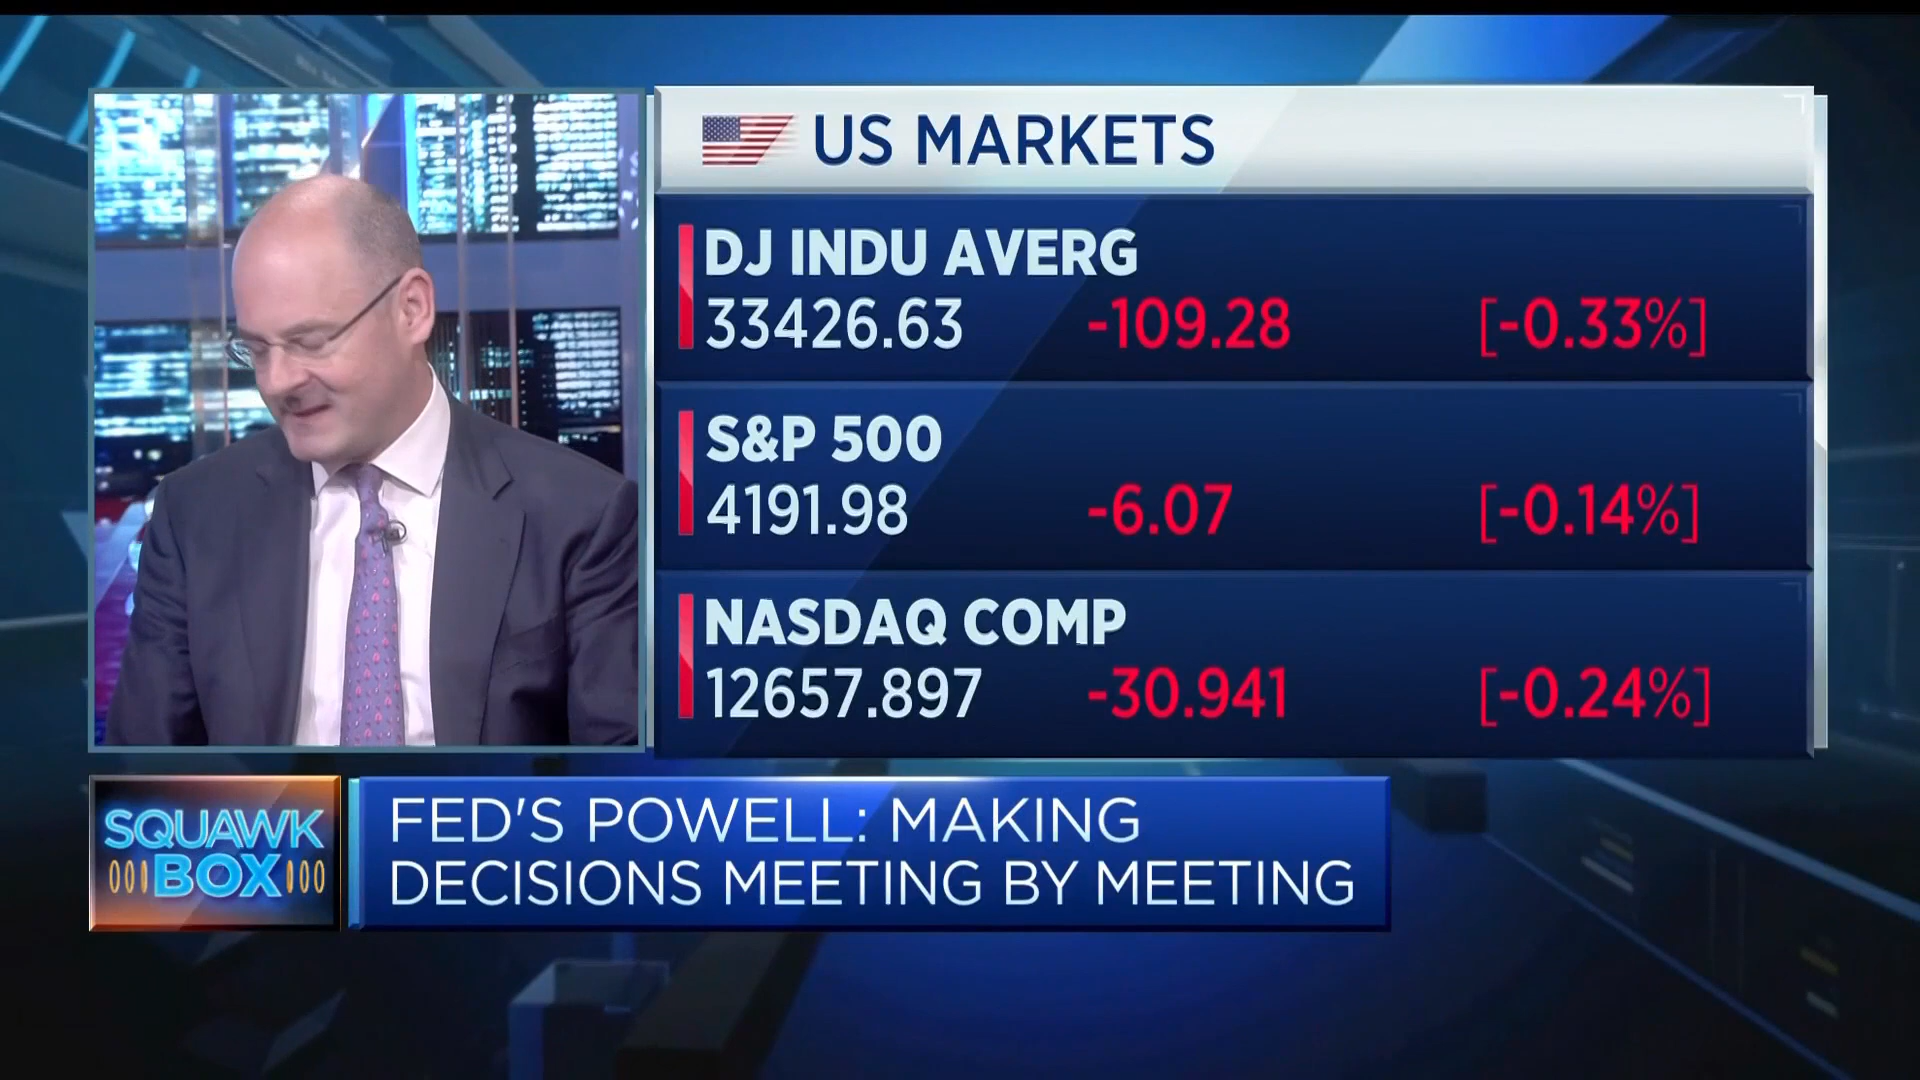 US MARKETS
DJ INDU AVERG
33426.63 -109.28 [-0.33%]
S&P 500
4191.98 -6.07 [-0.14%]
NASDAQ COMP
12657.897 -30.941 [-0.24%]
SQUAWK
BOX
FED'S POWELL: MAKING
DECISIONS MEETING BY MEETING